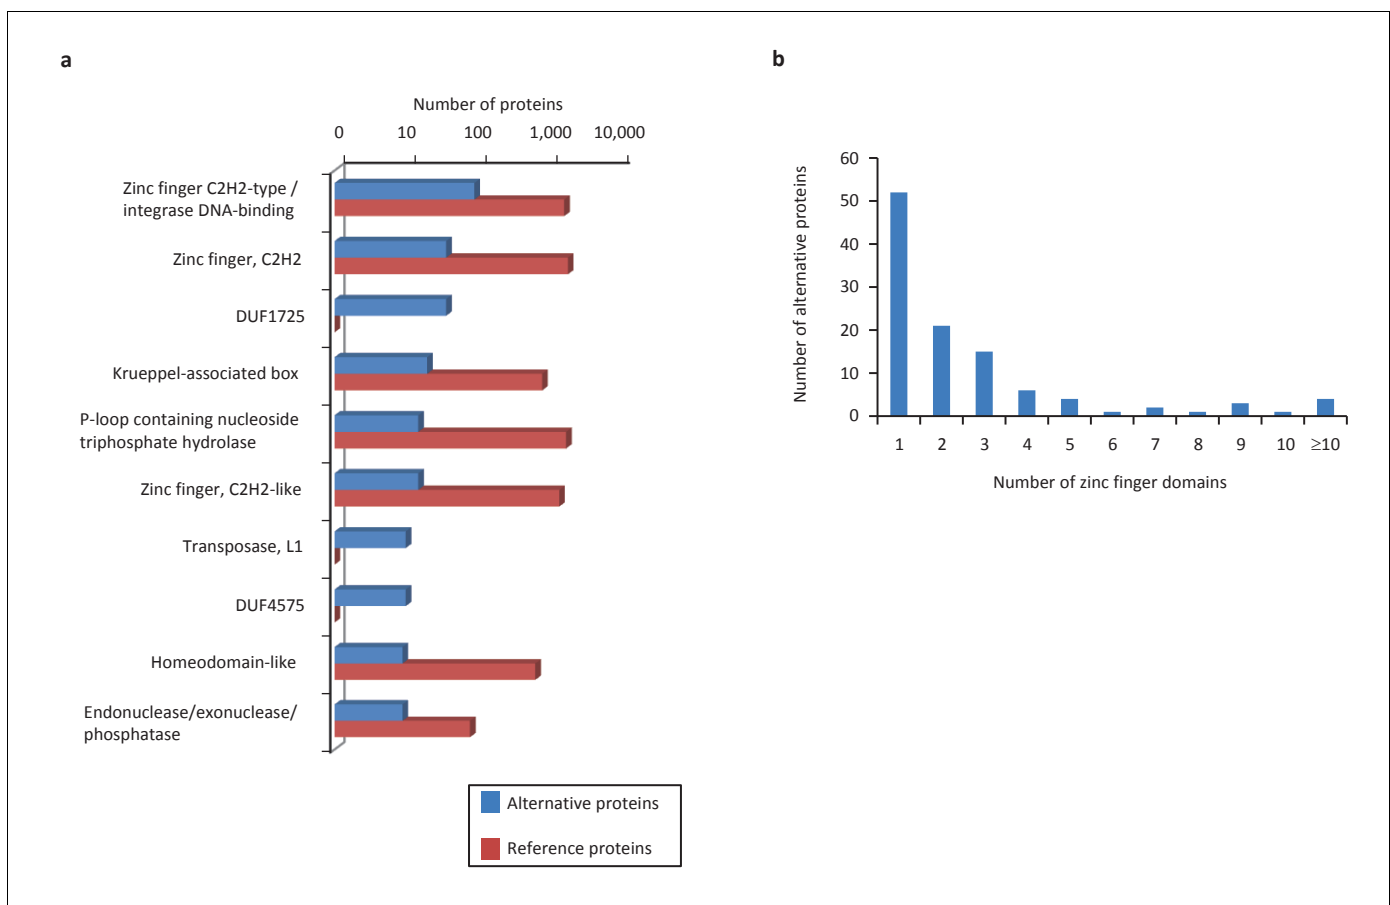 a
Number of proteins
0 10 100 1,000 10,000
Zinc finger C2H2-type /
integrase DNA-binding
Zinc finger, C2H2
DUF1725
Krueppel-associated box
P-loop containing nucleoside
triphosphate hydrolase
Zinc finger, C2H2-like
Transposase, L1
DUF4575
Homeodomain-like
Endonuclease/exonuclease/
phosphatase
Alternative proteins
Reference proteins
b
Number of alternative proteins
60
50
40
30
20
10
0
1 2 3 4 5 6 7 8 9 10 ≥10
Number of zinc finger domains